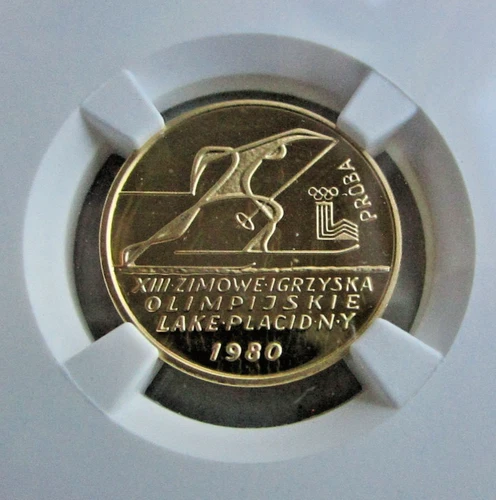 PRÓBA
XIII·ZIMOWE·IGRZYSKA
OLIMPIJSKIE
LAKE·PLACID·N·Y
1980